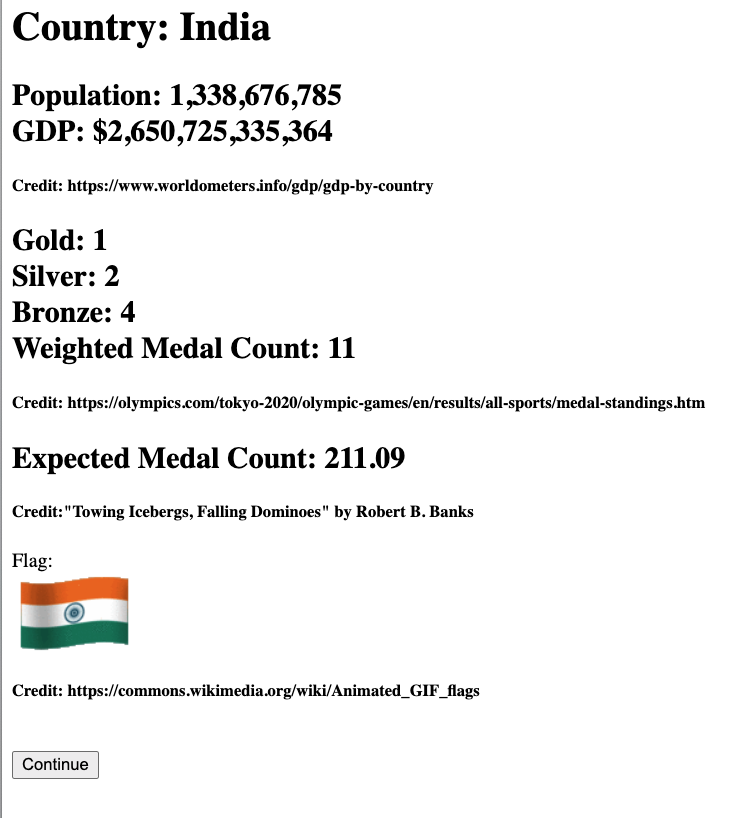 Country: India
Population: 1,338,676,785
GDP: $2,650,725,335,364
Credit: https://www.worldometers.info/gdp/gdp-by-country
Gold: 1
Silver: 2
Bronze: 4
Weighted Medal Count: 11
Credit: https://olympics.com/tokyo-2020/olympic-games/en/results/all-sports/medal-standings.htm
Expected Medal Count: 211.09
Credit:"Towing Icebergs, Falling Dominoes" by Robert B. Banks
Flag:
Credit: https://commons.wikimedia.org/wiki/Animated_GIF_flags
Continue